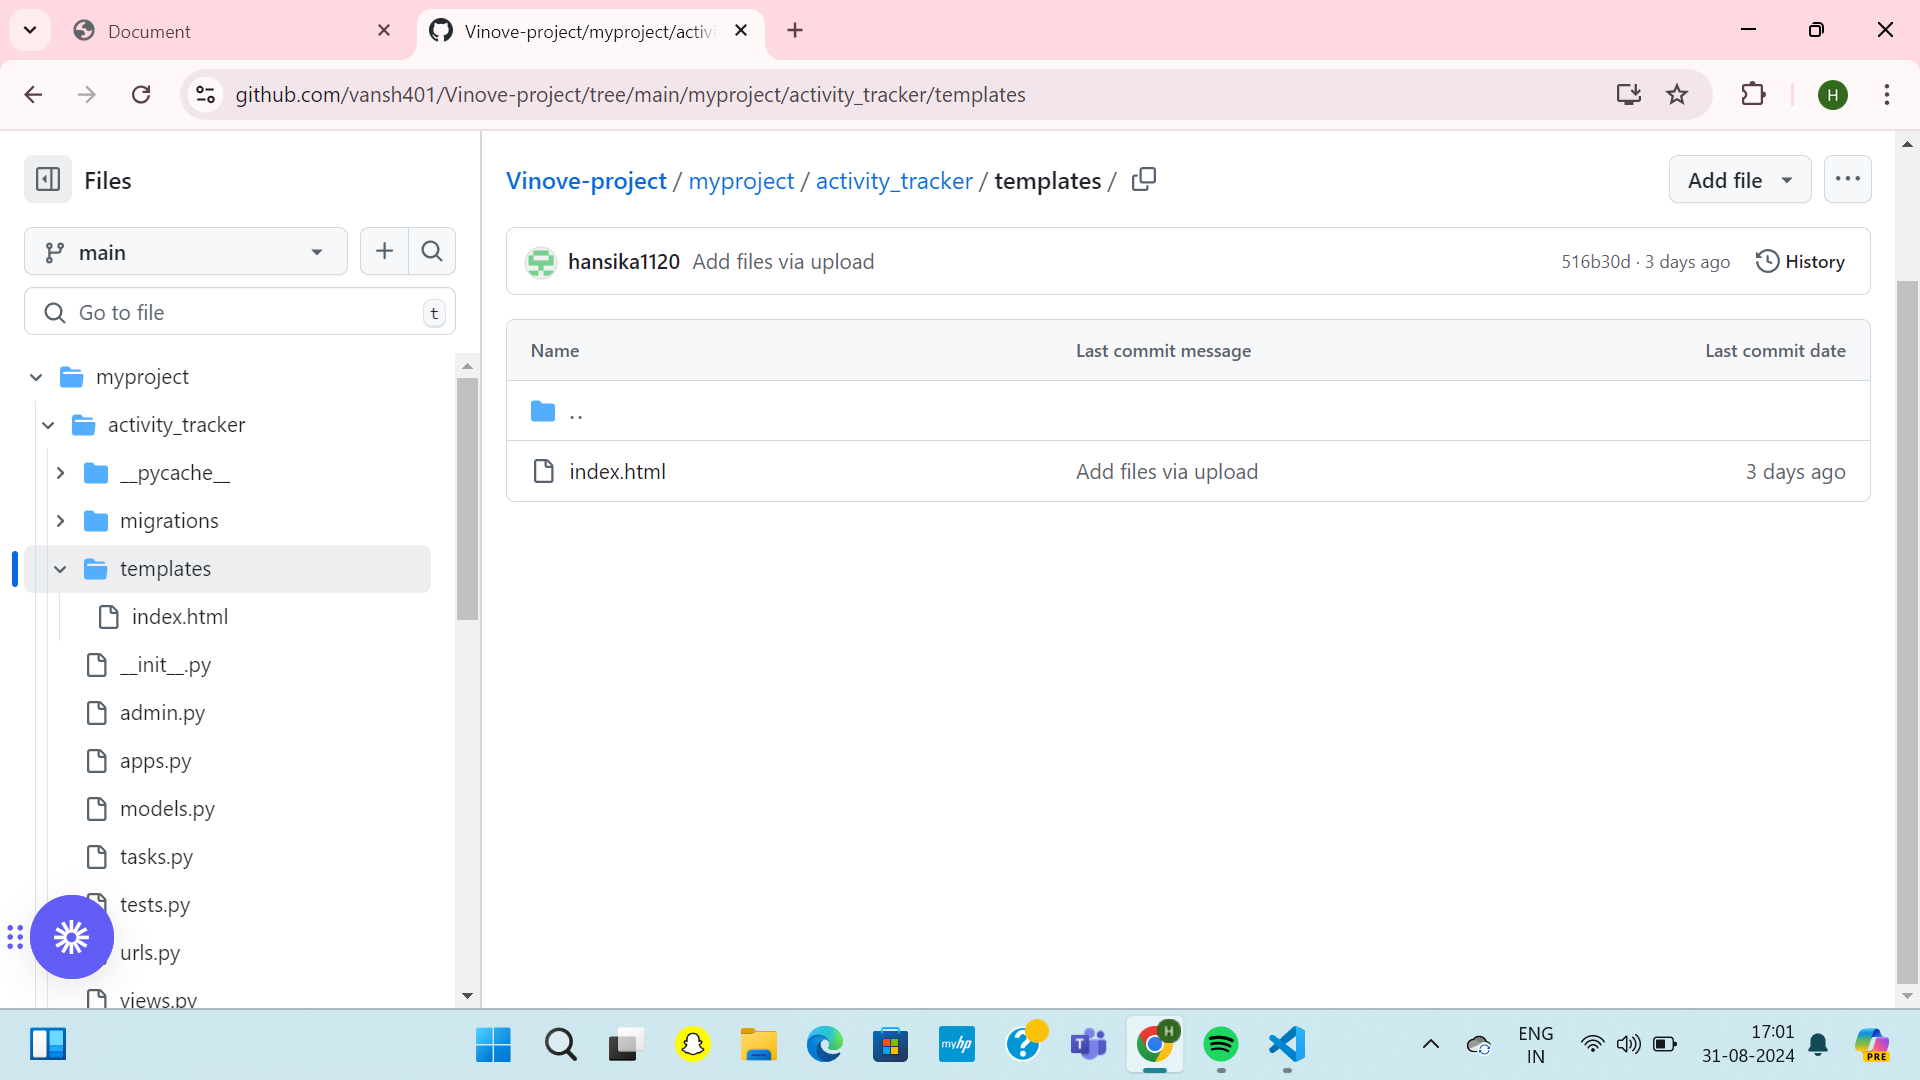 Document
Vinove-project/myproject/activi
github.com/vansh401/Vinove-project/tree/main/myproject/activity_tracker/templates
H
Files
main
Go to file
t
myproject
activity_tracker
__pycache__
migrations
templates
index.html
__init__.py
admin.py
apps.py
models.py
tasks.py
tests.py
urls.py
views.py
Vinove-project / myproject / activity_tracker / templates /
Add file
hansika1120 Add files via upload
516b30d · 3 days ago
History
Name Last commit message Last commit date
..
index.html Add files via upload 3 days ago
myhp
?
T
H
ENG
IN
17:01
31-08-2024
PRE